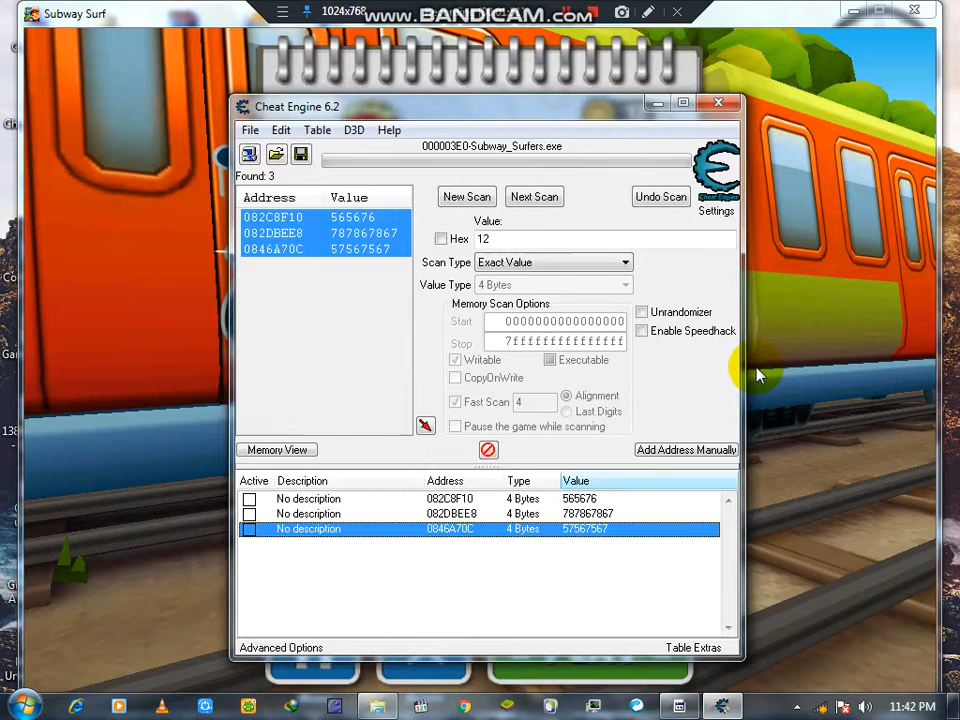 Subway Surf
1024x768
www.BANDICAM.com
Cheat Engine 6.2
File Edit Table D3D Help
000003E0-Subway_Surfers.exe
Found: 3
Address Value
082C8F10 565676
082DBEE8 787867867
0846A70C 57567567
New Scan Next Scan Undo Scan
Cheat Engine
Settings
Value:
Hex 12
Scan Type Exact Value
Value Type 4 Bytes
Memory Scan Options
Start 0000000000000000
Stop 7fffffffffffffff
Unrandomizer
Enable Speedhack
Writable Executable
CopyOnWrite
Fast Scan 4 Alignment
Last Digits
Pause the game while scanning
Memory View Add Address Manually
Active Description Address Type Value
No description 082C8F10 4 Bytes 565676
No description 082DBEE8 4 Bytes 787867867
No description 0846A70C 4 Bytes 57567567
Advanced Options Table Extras
11:42 PM